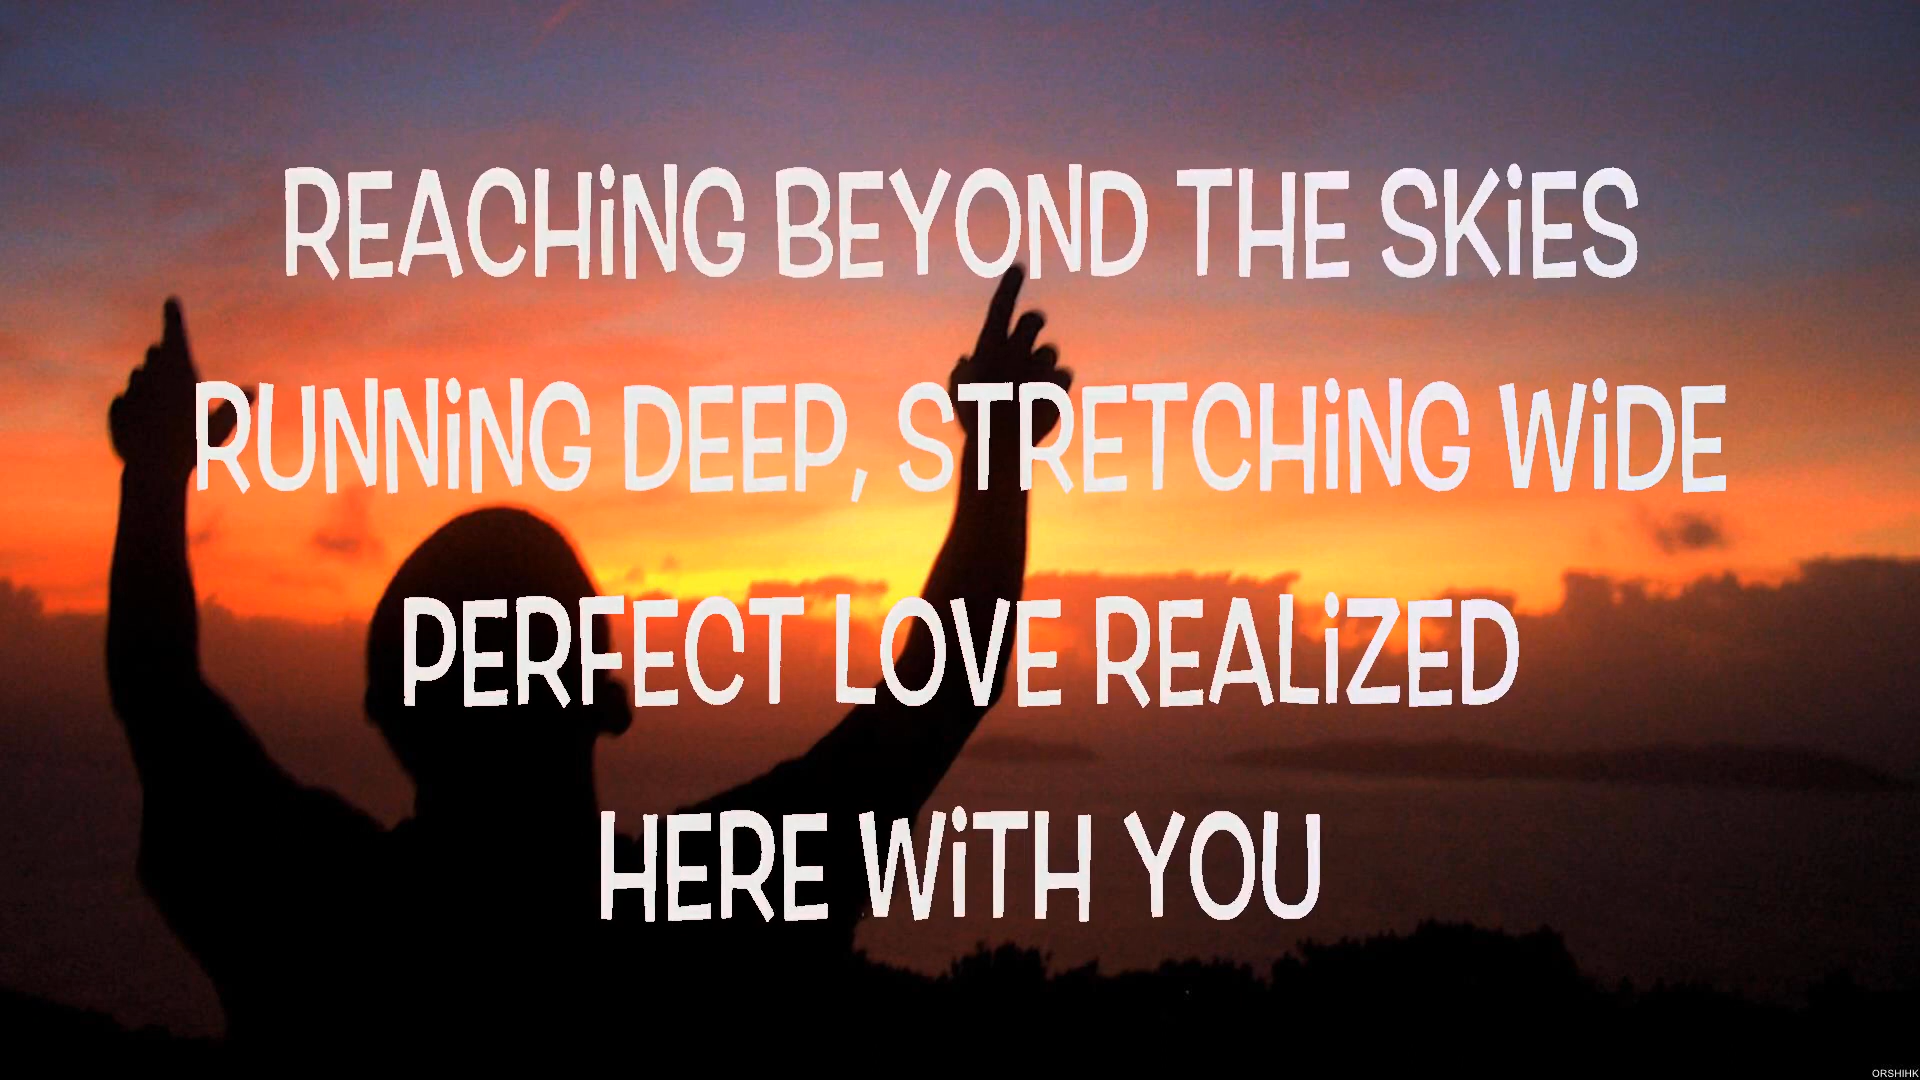 REACHiNG BEYOND THE SKiES
RUNNiNG DEEP, STRETCHiNG WiDE
PERFECT LOVE REALiZED
HERE WiTH YOU
ORSHIHK